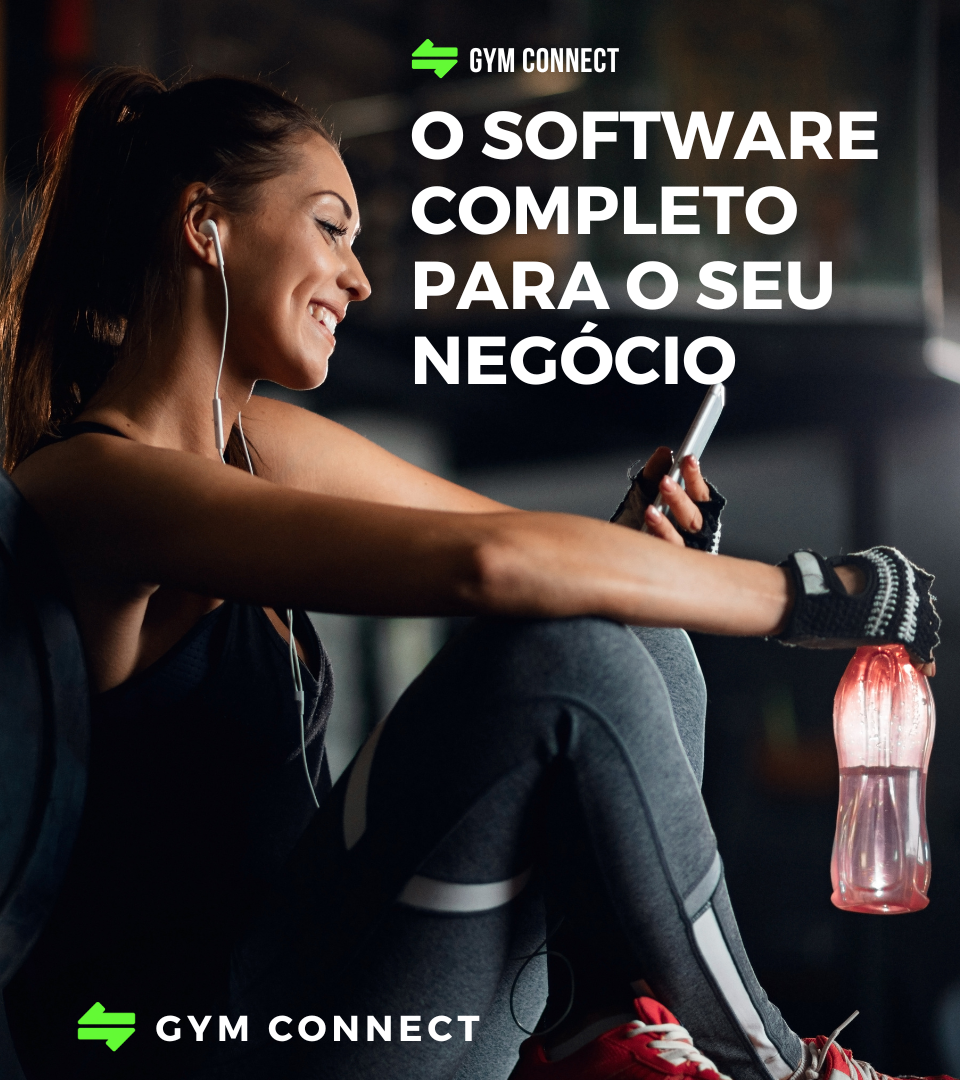 GYM CONNECT
O SOFTWARE
COMPLETO
PARA O SEU
NEGÓCIO
GYM CONNECT